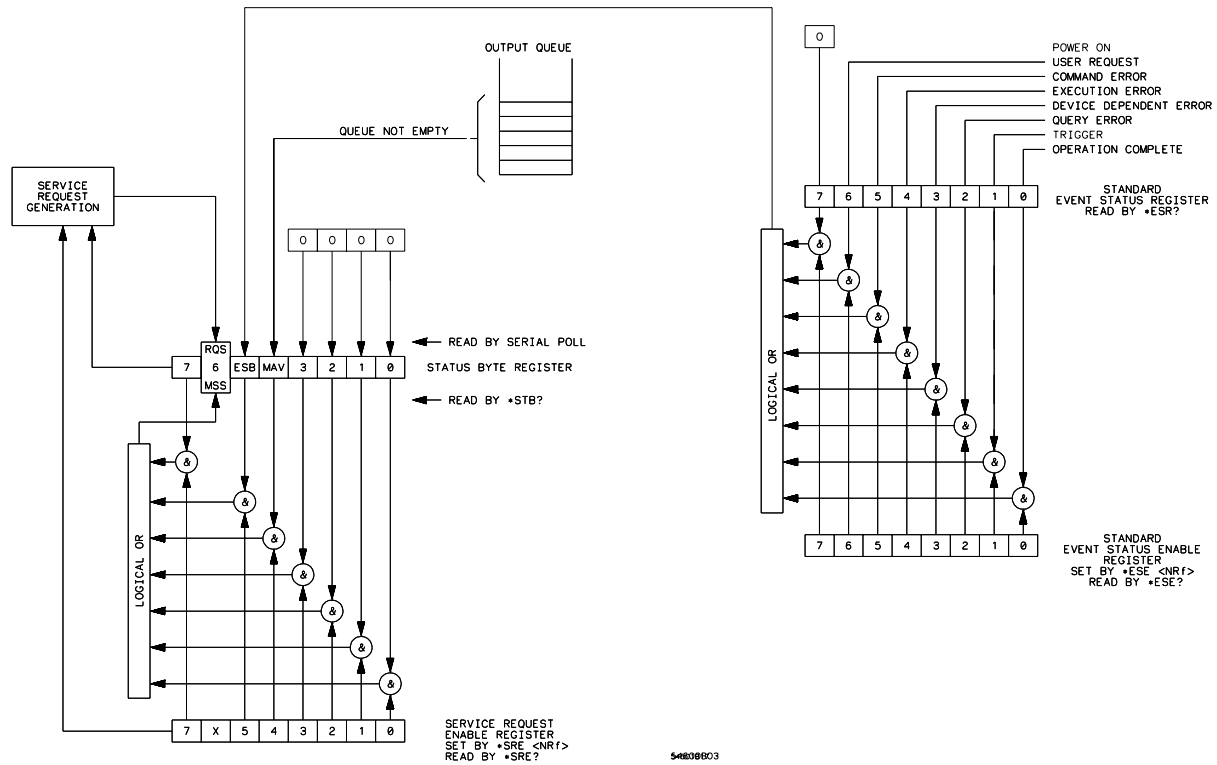 OUTPUT QUEUE
QUEUE NOT EMPTY
SERVICE
REQUEST
GENERATION
0 0 0 0
RQS
7 6 ESB MAV 3 2 1 0
MSS
READ BY SERIAL POLL
STATUS BYTE REGISTER
READ BY *STB?
&
&
&
&
&
&
&
LOGICAL OR
7 X 5 4 3 2 1 0
SERVICE REQUEST
ENABLE REGISTER
SET BY *SRE <NRf>
READ BY *SRE?
0
POWER ON
USER REQUEST
COMMAND ERROR
EXECUTION ERROR
DEVICE DEPENDENT ERROR
QUERY ERROR
TRIGGER
OPERATION COMPLETE
7 6 5 4 3 2 1 0
STANDARD
EVENT STATUS REGISTER
READ BY *ESR?
&
&
&
&
&
&
&
&
LOGICAL OR
7 6 5 4 3 2 1 0
STANDARD
EVENT STATUS ENABLE
REGISTER
SET BY *ESE <NRf>
READ BY *ESE?